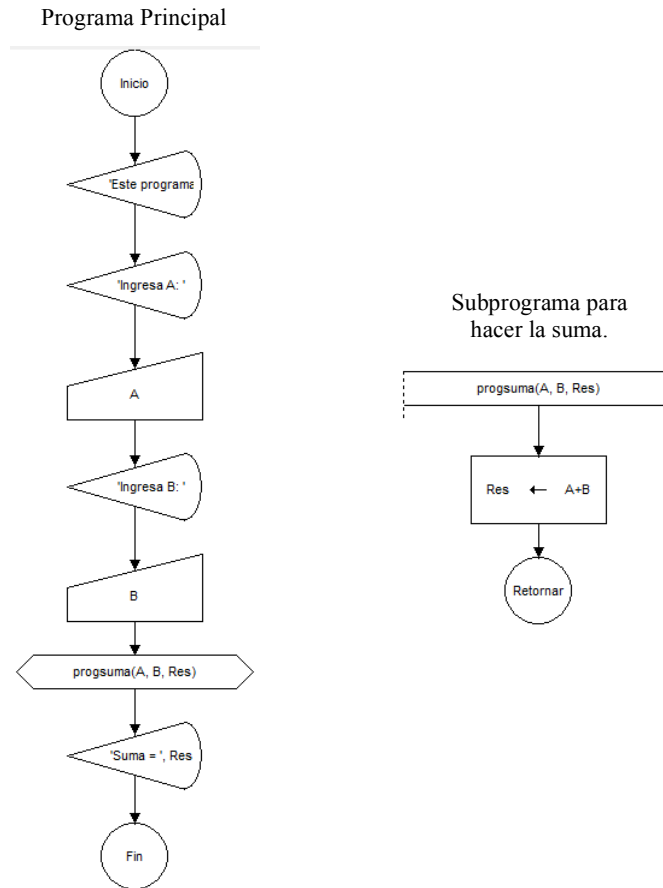 Programa Principal
Inicio
'Este programa
'Ingresa A: '
A
'Ingresa B: '
B
progsuma(A, B, Res)
'Suma = ', Res
Fin
Subprograma para
hacer la suma.
progsuma(A, B, Res)
Res ← A+B
Retornar